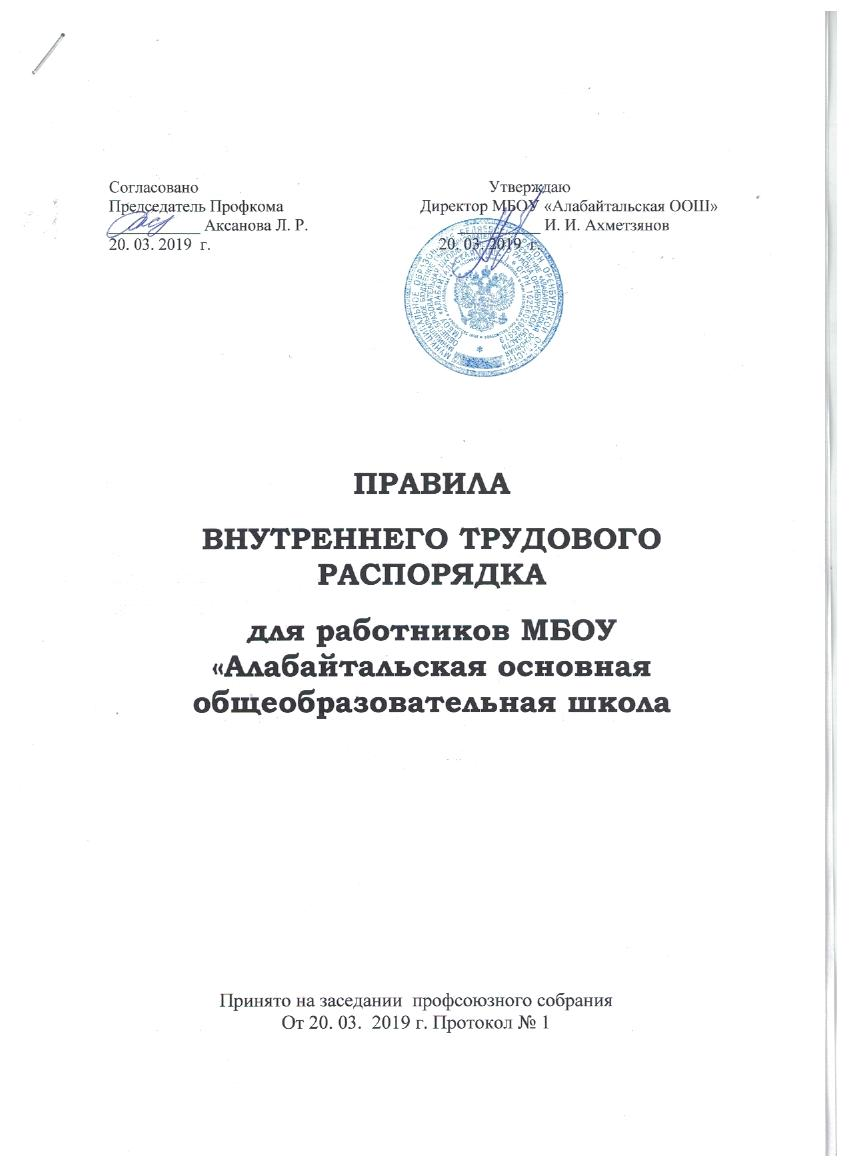 Согласовано Утверждаю
Председатель Профкома Директор МБОУ «Алабайтальская ООШ»
___________ Аксанова Л. Р. __________ И. И. Ахметзянов
20. 03. 2019 г. 20. 03. 2019 г.
ПРАВИЛА
ВНУТРЕННЕГО ТРУДОВОГО
РАСПОРЯДКА
для работников МБОУ
«Алабайтальская основная
общеобразовательная школа
Принято на заседании профсоюзного собрания
От 20. 03. 2019 г. Протокол № 1